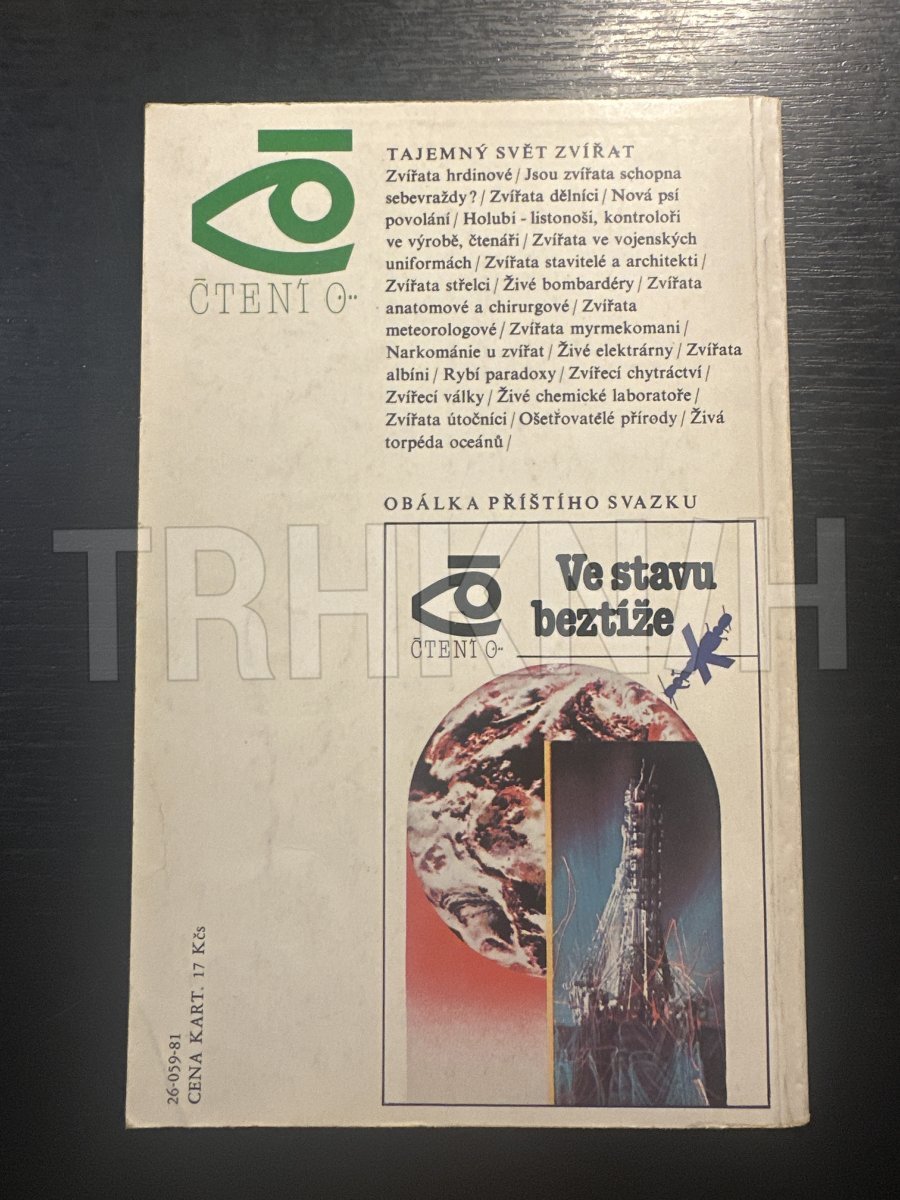 ČTENÍ O...
TAJEMNÝ SVĚT ZVÍŘAT
Zvířata hrdinové / Jsou zvířata schopna
sebevraždy? / Zvířata dělníci / Nová psí
povolání / Holubi - listonoši, kontroloři
ve výrobě, čtenáři / Zvířata ve vojenských
uniformách / Zvířata stavitelé a architekti /
Zvířata střelci / Živé bombardéry / Zvířata
anatomové a chirurgové / Zvířata
meteorologové / Zvířata myrmekomani /
Narkománie u zvířat / Živé elektrárny / Zvířata
albíni / Rybí paradoxy / Zvířecí chytráctví /
Zvířecí války / Živé chemické laboratoře /
Zvířata útočníci / Ošetřovatelé přírody / Živá
torpéda oceánů /
OBÁLKA PŘÍŠTÍHO SVAZKU
Ve stavu
beztíže
ČTENÍ O...
26-059-81
CENA KART. 17 Kčs
TRHKNIH